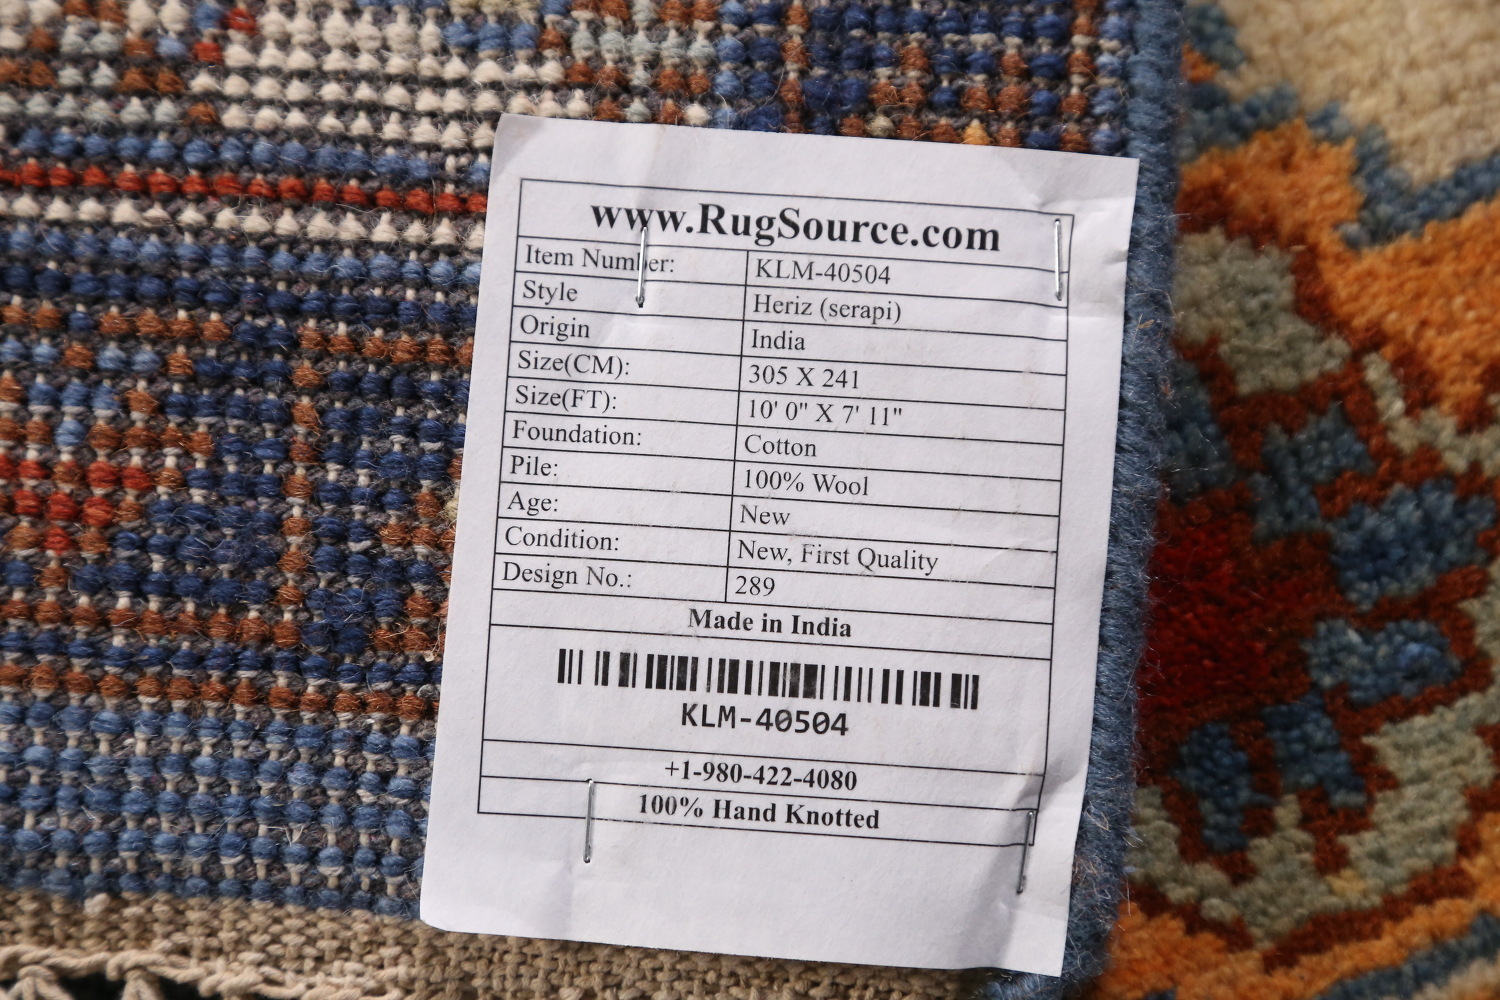 www.RugSource.com
Item Number: KLM-40504
Style Heriz (serapi)
Origin India
Size(CM): 305 X 241
Size(FT): 10' 0" X 7' 11"
Foundation: Cotton
Pile: 100% Wool
Age: New
Condition: New, First Quality
Design No.: 289
Made in India
KLM-40504
+1-980-422-4080
100% Hand Knotted